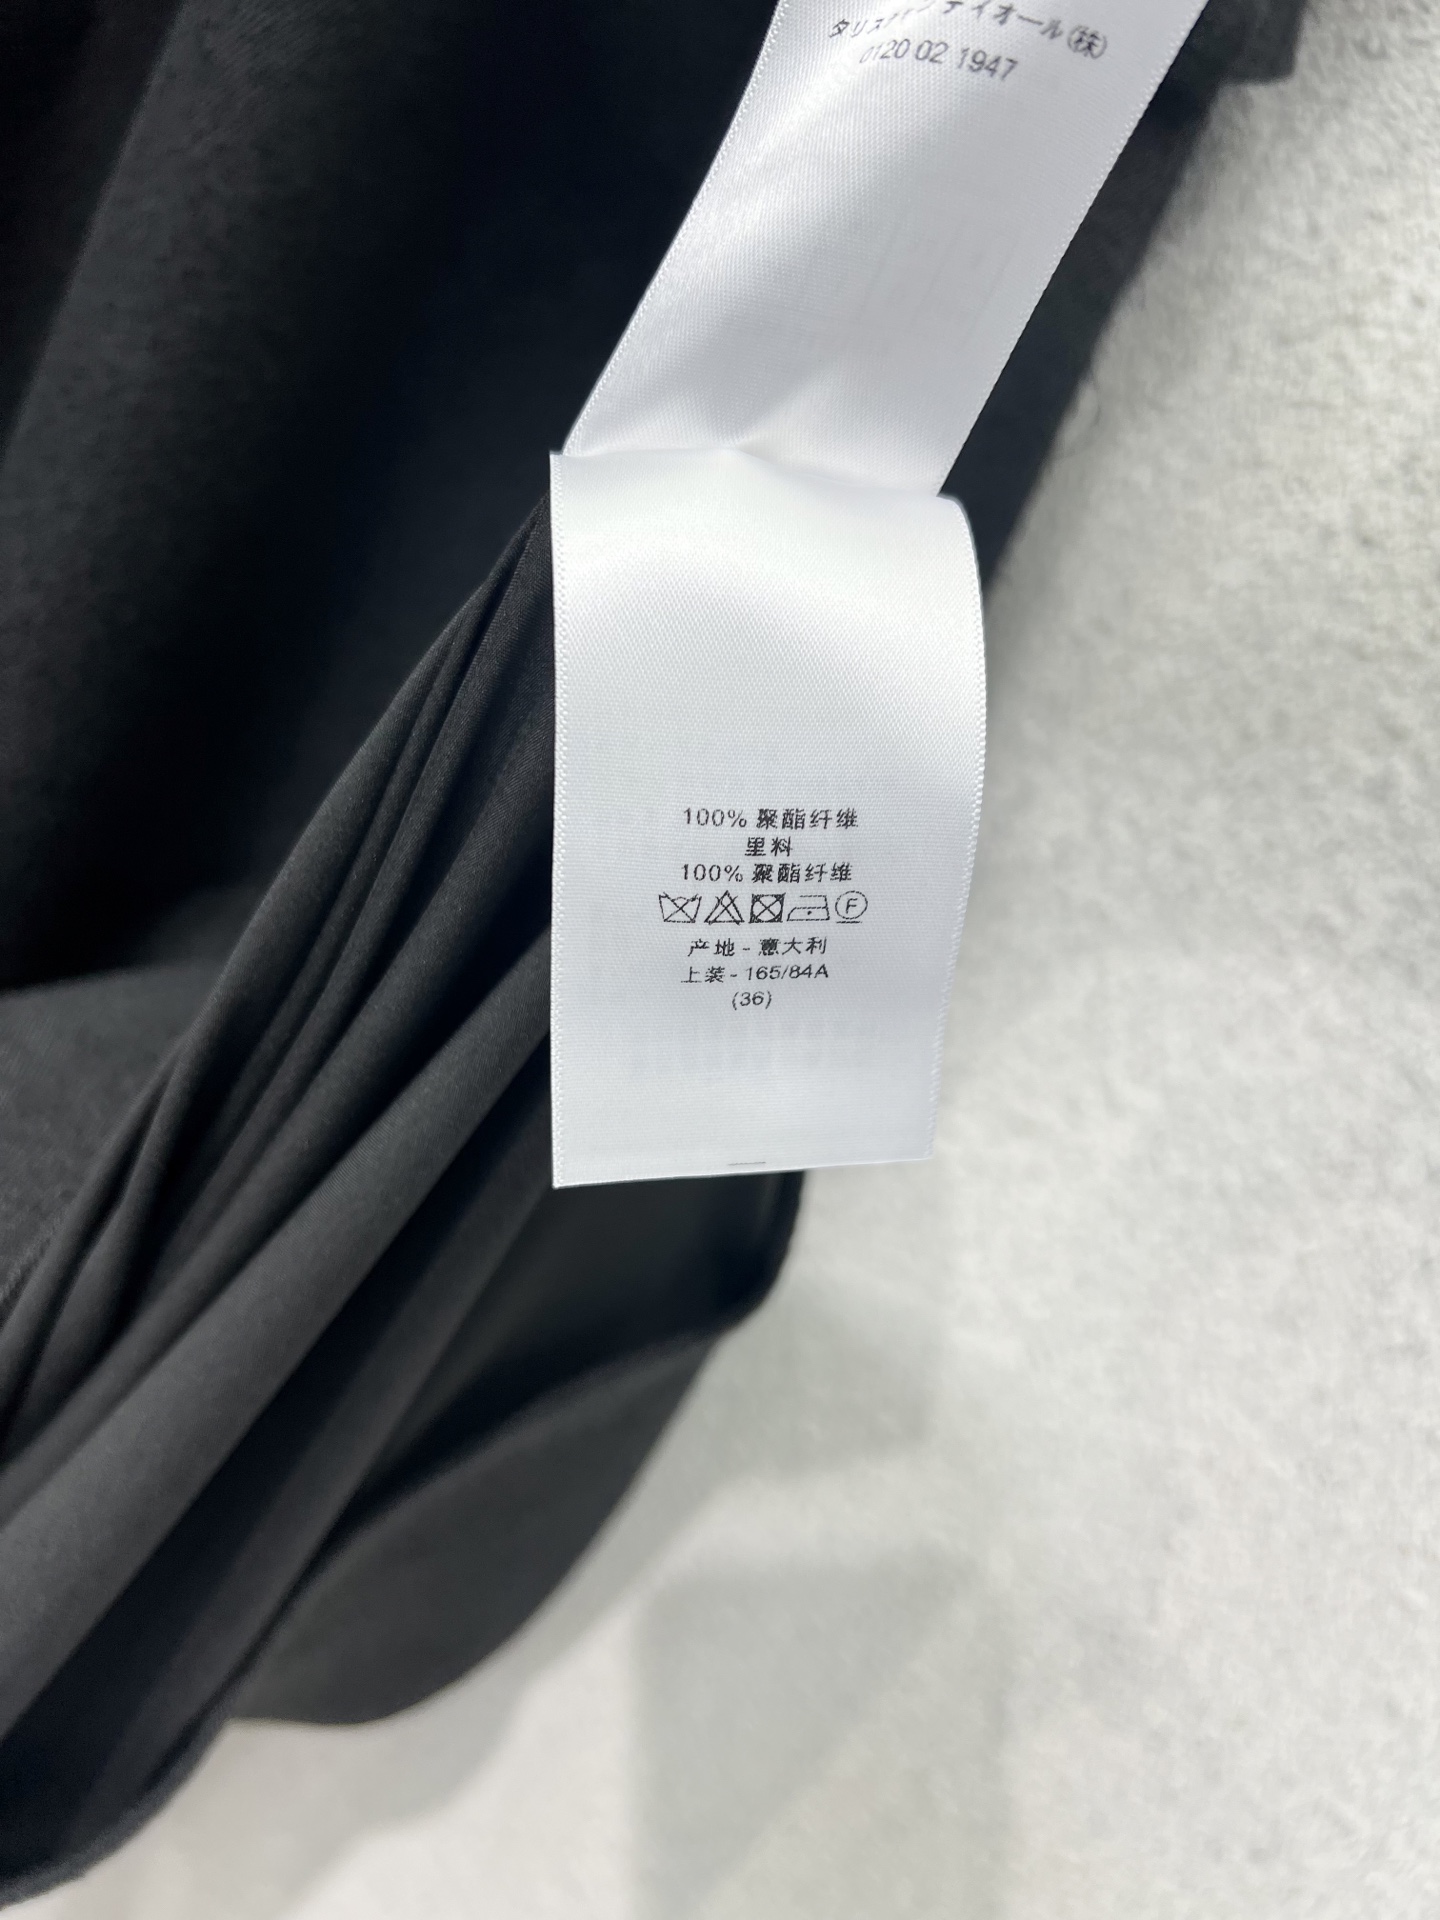 ディオール㈱
0120 02 1947
100% 聚酯纤维
里料
100% 聚酯纤维
F
产地 - 意大利
上装 - 165/84A
(36)